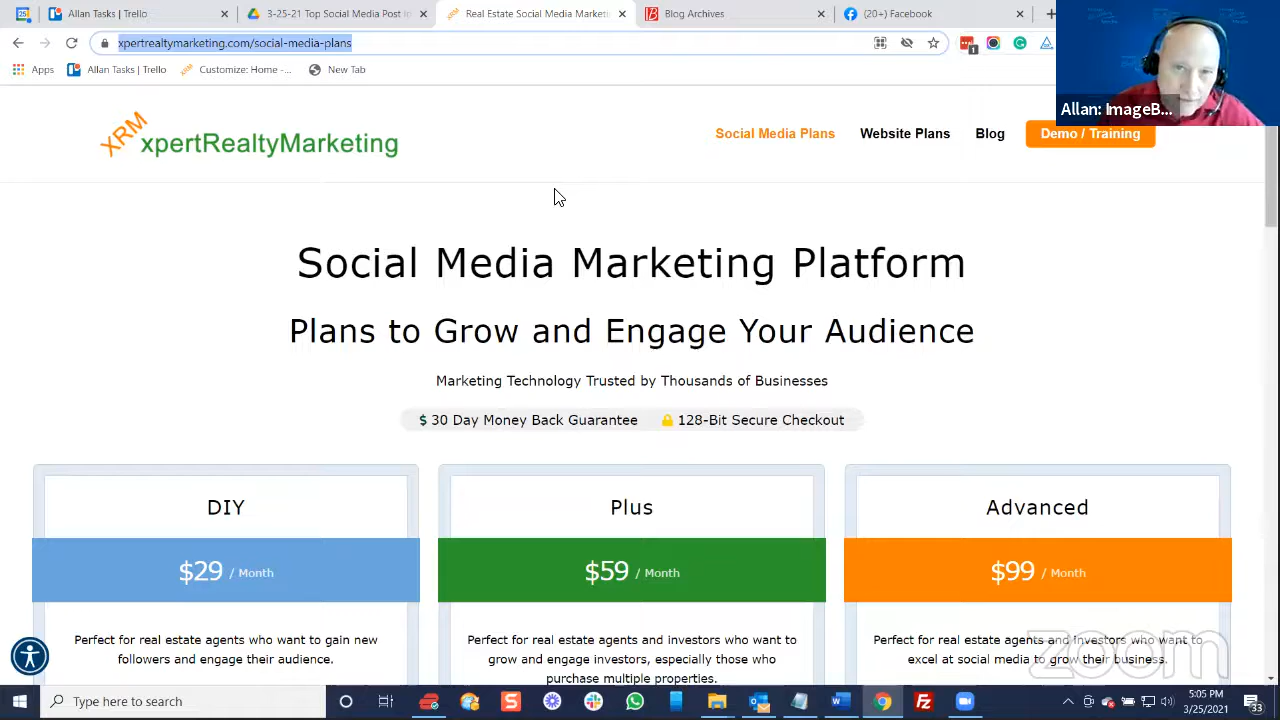 Allan Tasks | Trello
3-25-21 Social Media Post to
Real Estate Social Media Marketin
Blog Archives
(20+) Facebook
xpertrealtymarketing.com/social-media-plans
Apps
Allan Tasks | Trello
Customize: Home -...
New Tab
Allan: ImageB...
XRM
xpertRealtyMarketing
Social Media Plans
Website Plans
Blog
Demo / Training
Social Media Marketing Platform
Plans to Grow and Engage Your Audience
Marketing Technology Trusted by Thousands of Businesses
$ 30 Day Money Back Guarantee
128-Bit Secure Checkout
DIY
$29 / Month
Perfect for real estate agents who want to gain new
followers and engage their audience.
Plus
$59 / Month
Perfect for real estate agents and investors who want to
grow and engage investors, especially those who
purchase multiple properties.
Advanced
$99 / Month
Perfect for real estate agents and investors who want to
excel at social media to grow their business.
zoom
Type here to search
5:05 PM
3/25/2021
33